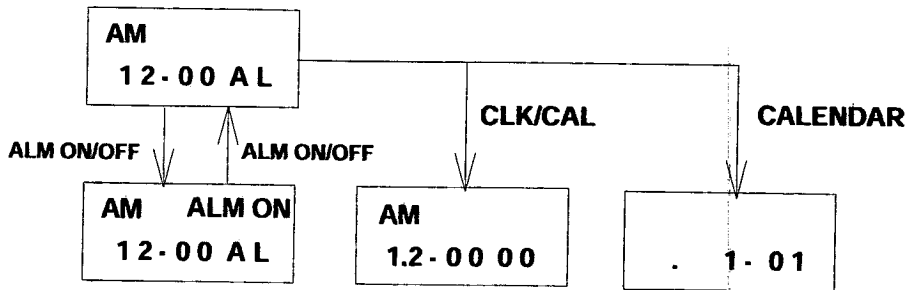 AM
12-00 AL
CLK/CAL
CALENDAR
ALM ON/OFF
ALM ON/OFF
AM ALM ON
12-00 AL
AM
1.2-00 00
. 1-01